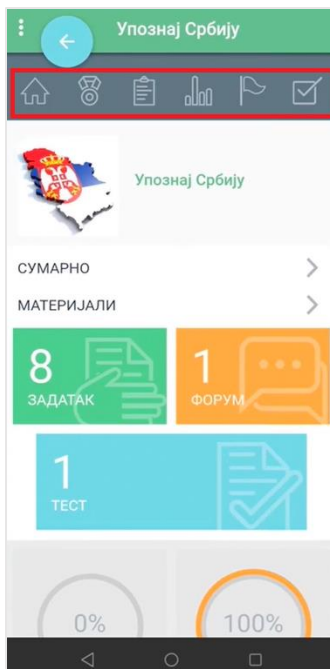 Упознај Србију
Упознај Србију
СУМАРНО
МАТЕРИЈАЛИ
8
ЗАДАТАК
1
ФОРУМ
1
ТЕСТ
0%
100%